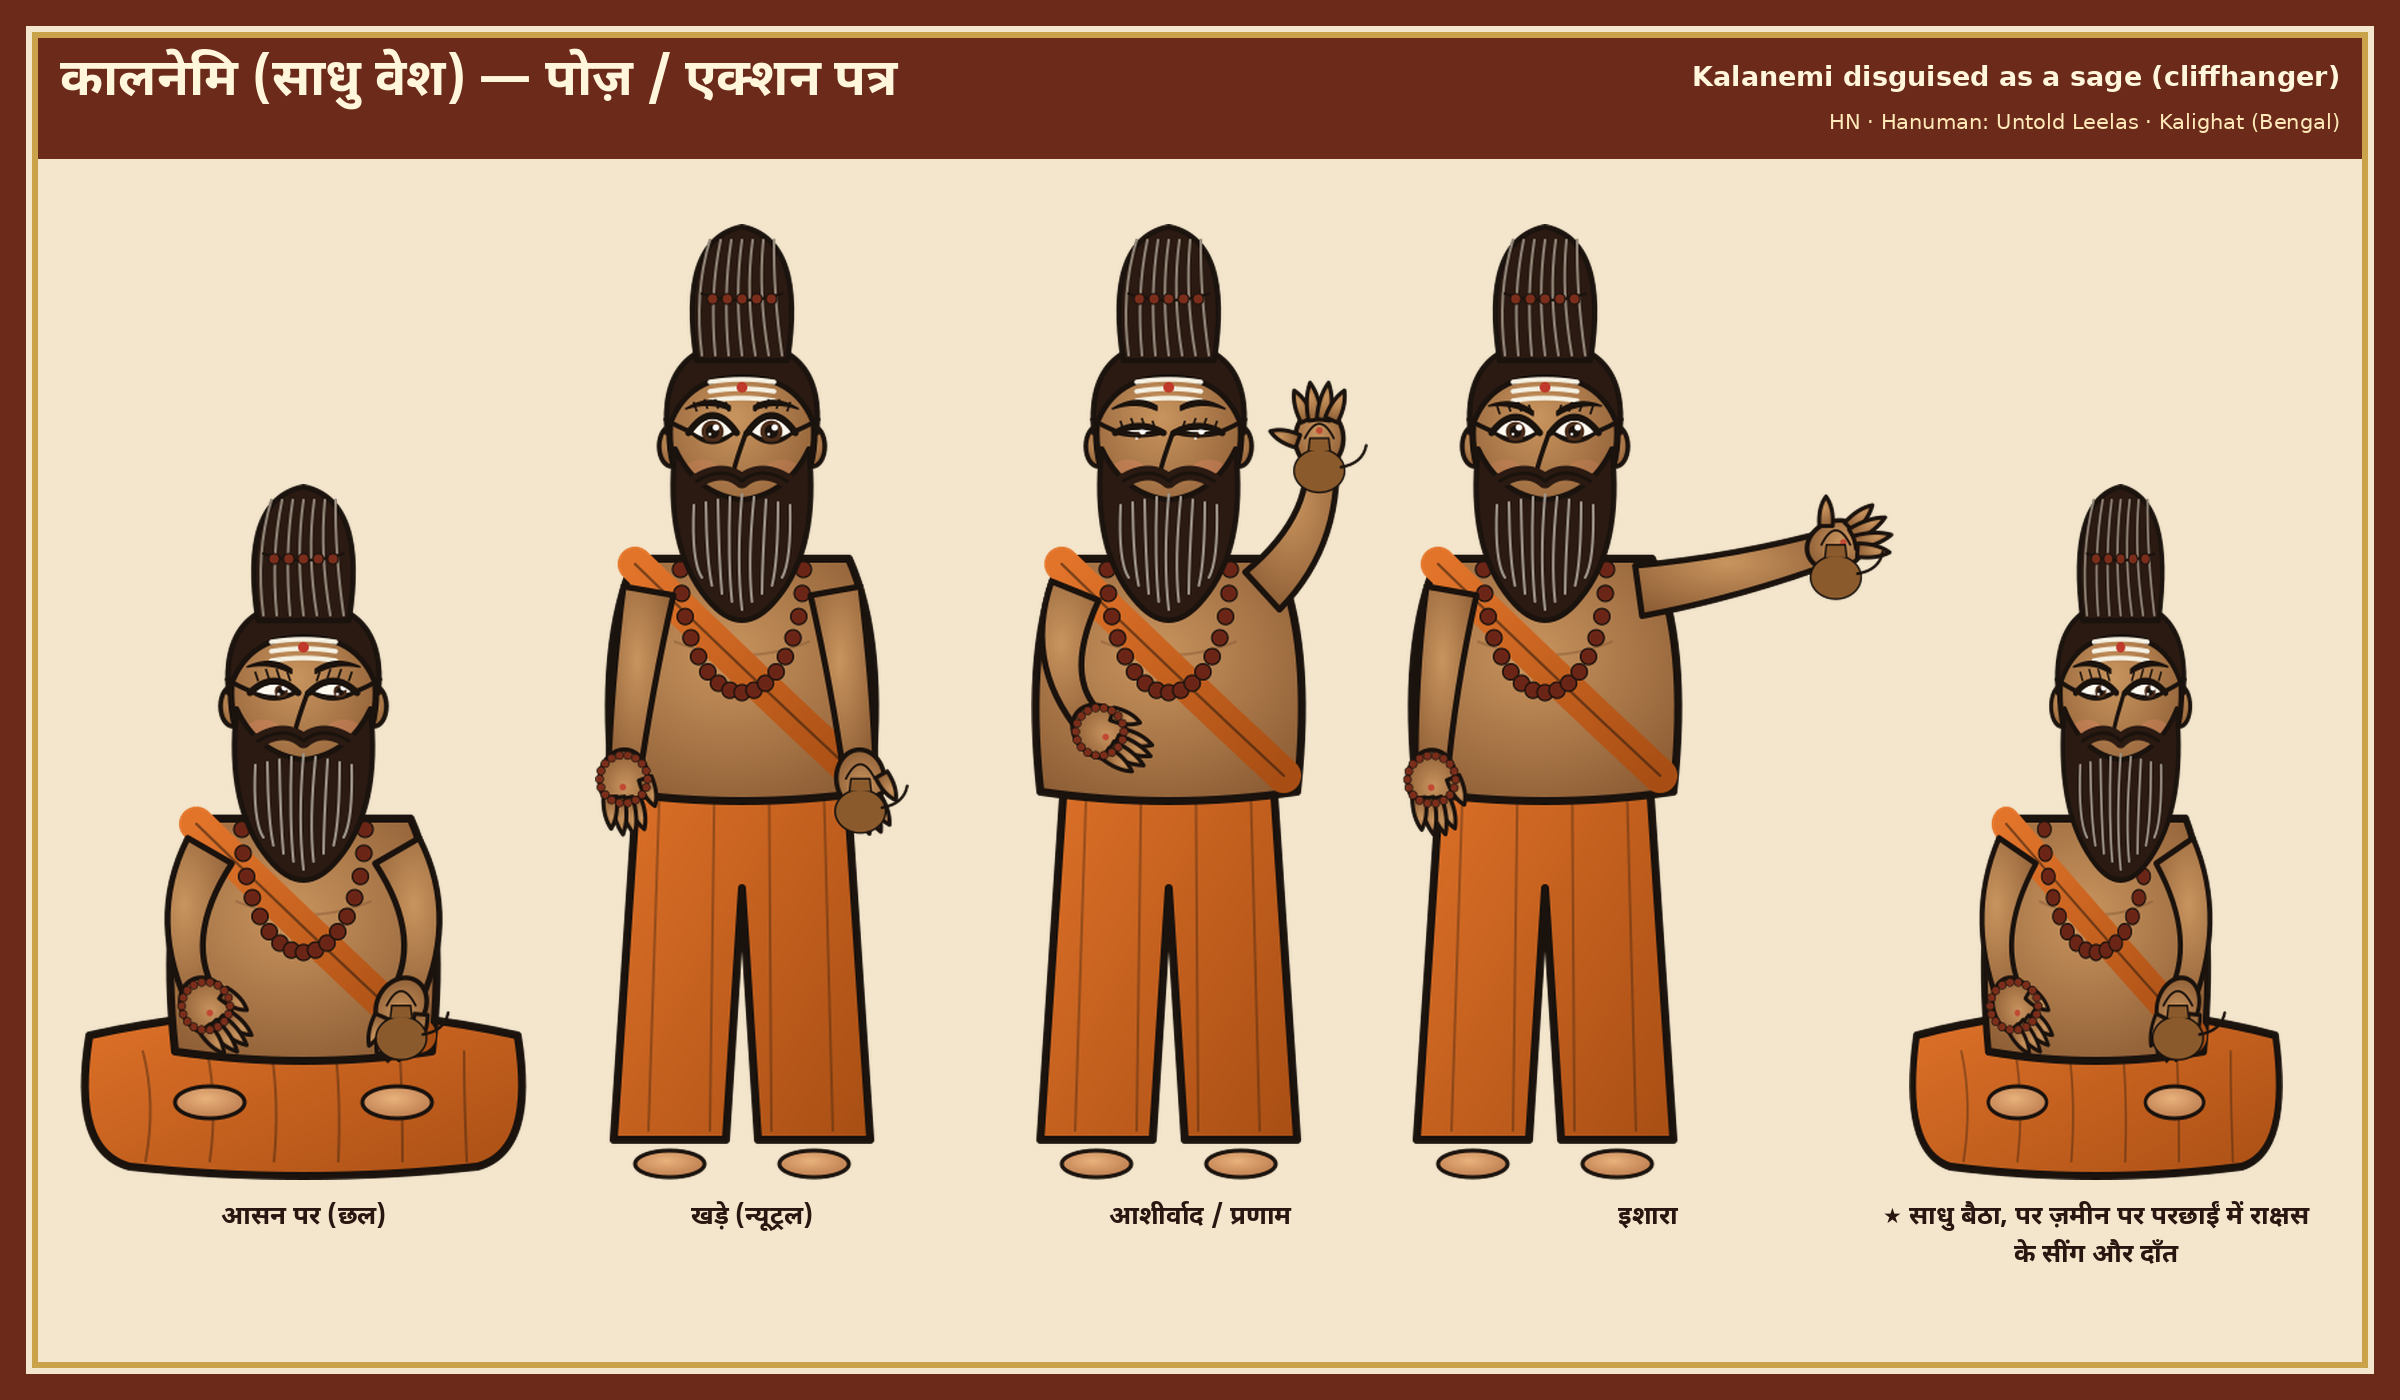 कालनेमि (साधु वेश) — पोज़ / एक्शन पत्र
Kalanemi disguised as a sage (cliffhanger)
HN · Hanuman: Untold Leelas · Kalighat (Bengal)
आसन पर (छल)
खड़े (न्यूट्रल)
आशीर्वाद / प्रणाम
इशारा
★ साधु बैठा, पर ज़मीन पर परछाईं में राक्षस
के सींग और दाँत